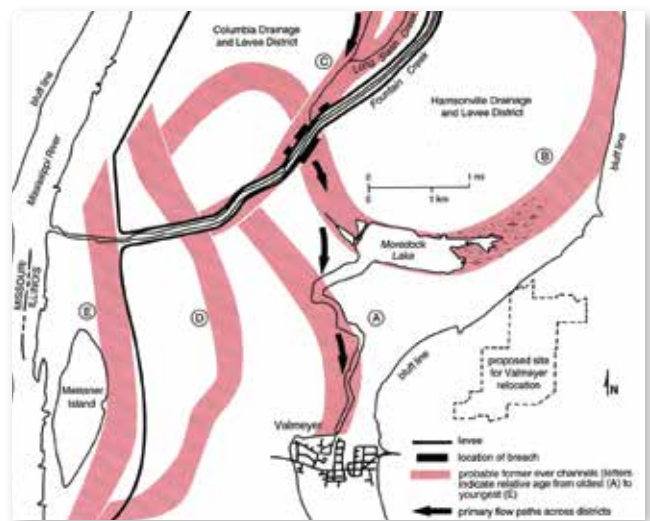 Columbia Drainage
and Levee District
C
Long Slash Creek
Fountain Creek
bluff line
Mississippi River
Harrisonville Drainage
and Levee District
B
bluff line
0
1 mi
0
1 km
Moredock
Lake
MISSOURI
ILLINOIS
E
D
A
Meissner
Island
bluff line
proposed site
for Valmeyer
relocation
N
Valmeyer
levee
location of breach
probable former river channels (letters
indicate relative age from oldest (A) to
youngest (E)
primary flow paths across districts